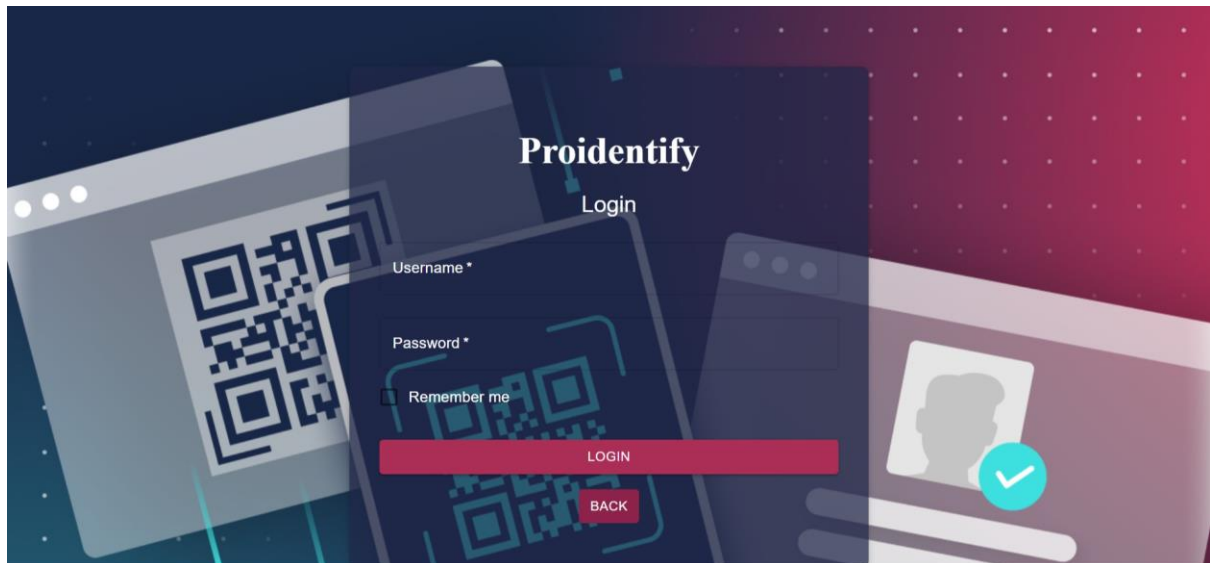 Proidentify
Login
Username *
Password *
Remember me
LOGIN
BACK